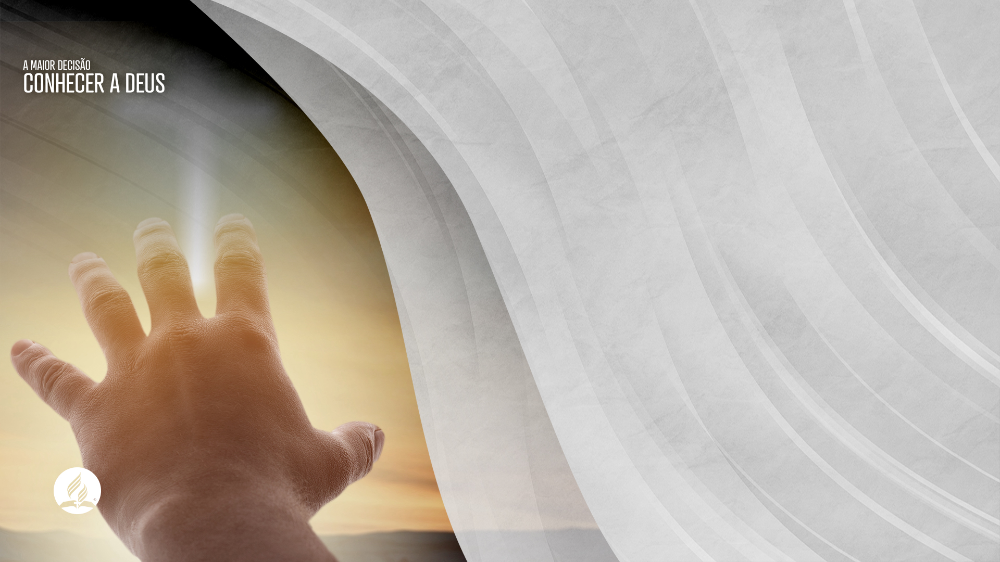 A MAIOR DECISÃO
CONHECER A DEUS